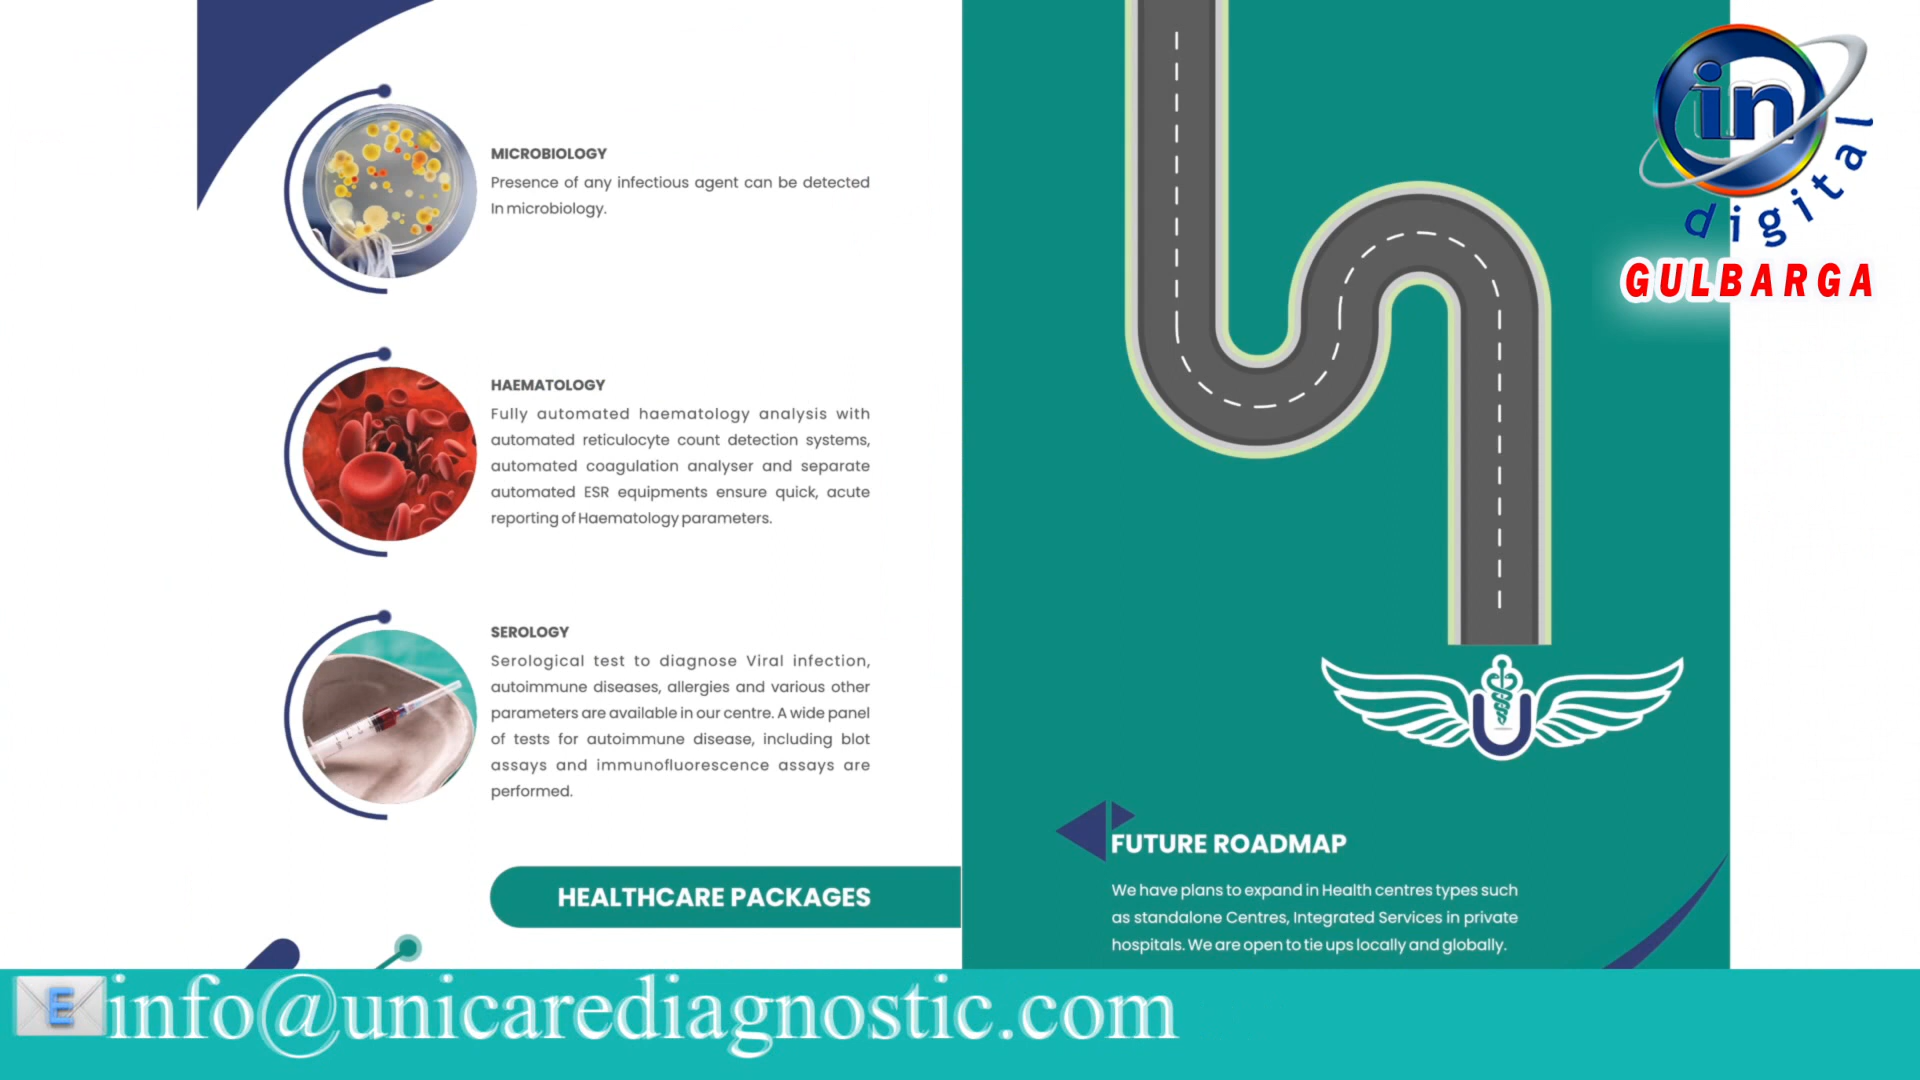 MICROBIOLOGY
Presence of any infectious agent can be detected
In microbiology.
HAEMATOLOGY
Fully automated haematology analysis with
automated reticulocyte count detection systems,
automated coagulation analyser and separate
automated ESR equipments ensure quick, acute
reporting of Haematology parameters.
SEROLOGY
Serological test to diagnose Viral infection,
autoimmune diseases, allergies and various other
parameters are available in our centre. A wide panel
of tests for autoimmune disease, including blot
assays and immunofluorescence assays are
performed.
HEALTHCARE PACKAGES
in
digital
GULBARGA
U
FUTURE ROADMAP
We have plans to expand in Health centres types such
as standalone Centres, Integrated Services in private
hospitals. We are open to tie ups locally and globally.
E info@unicarediagnostic.com